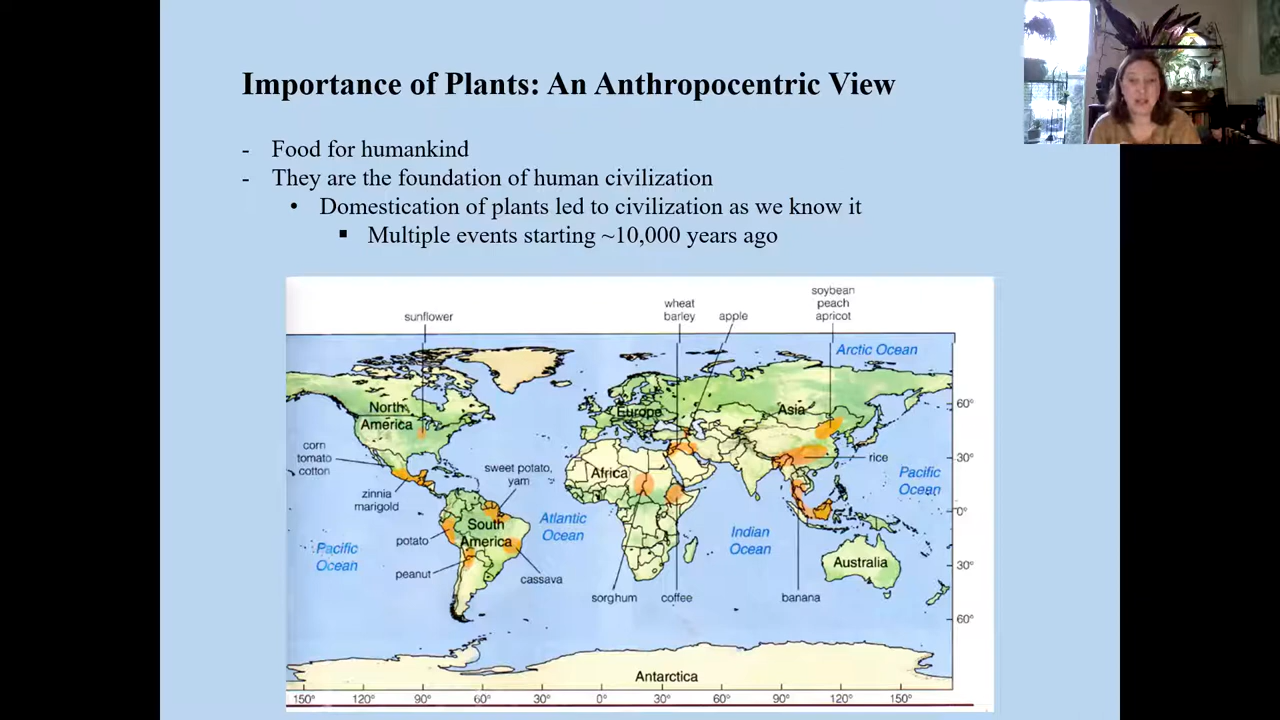 Importance of Plants: An Anthropocentric View
- Food for humankind
- They are the foundation of human civilization
• Domestication of plants led to civilization as we know it
▪ Multiple events starting ~10,000 years ago
soybean
peach
apricot
wheat
barley
apple
sunflower
Arctic Ocean
60°
North
America
Europe
Asia
corn
tomato
cotton
rice
30°
Africa
Pacific
Ocean
sweet potato,
yam
zinnia
marigold
0°
South
America
Atlantic
Ocean
Indian
Ocean
potato
Pacific
Ocean
Australia
30°
peanut
cassava
sorghum
coffee
banana
60°
Antarctica
150° 120° 90° 60° 30° 0° 30° 60° 90° 120° 150°